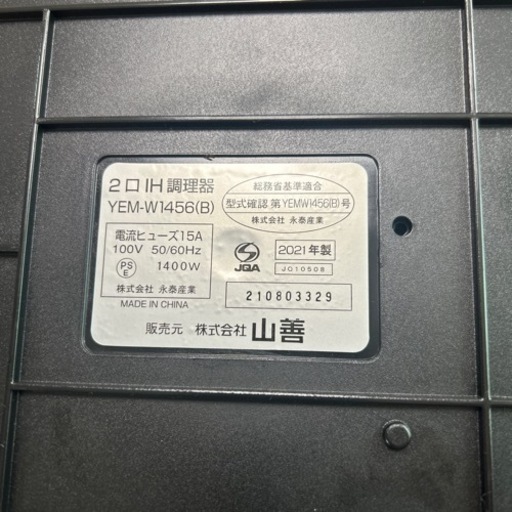 2口IH調理器
YEM-W1456(B)
総務省基準適合
型式確認 第YEMW1456(B)号
株式会社 永泰産業
電流ヒューズ15A
100V 50/60Hz
PS
E
1400W
株式会社 永泰産業
MADE IN CHINA
JQA
2021年製
JG10508
210803329
販売元 株式会社 山善